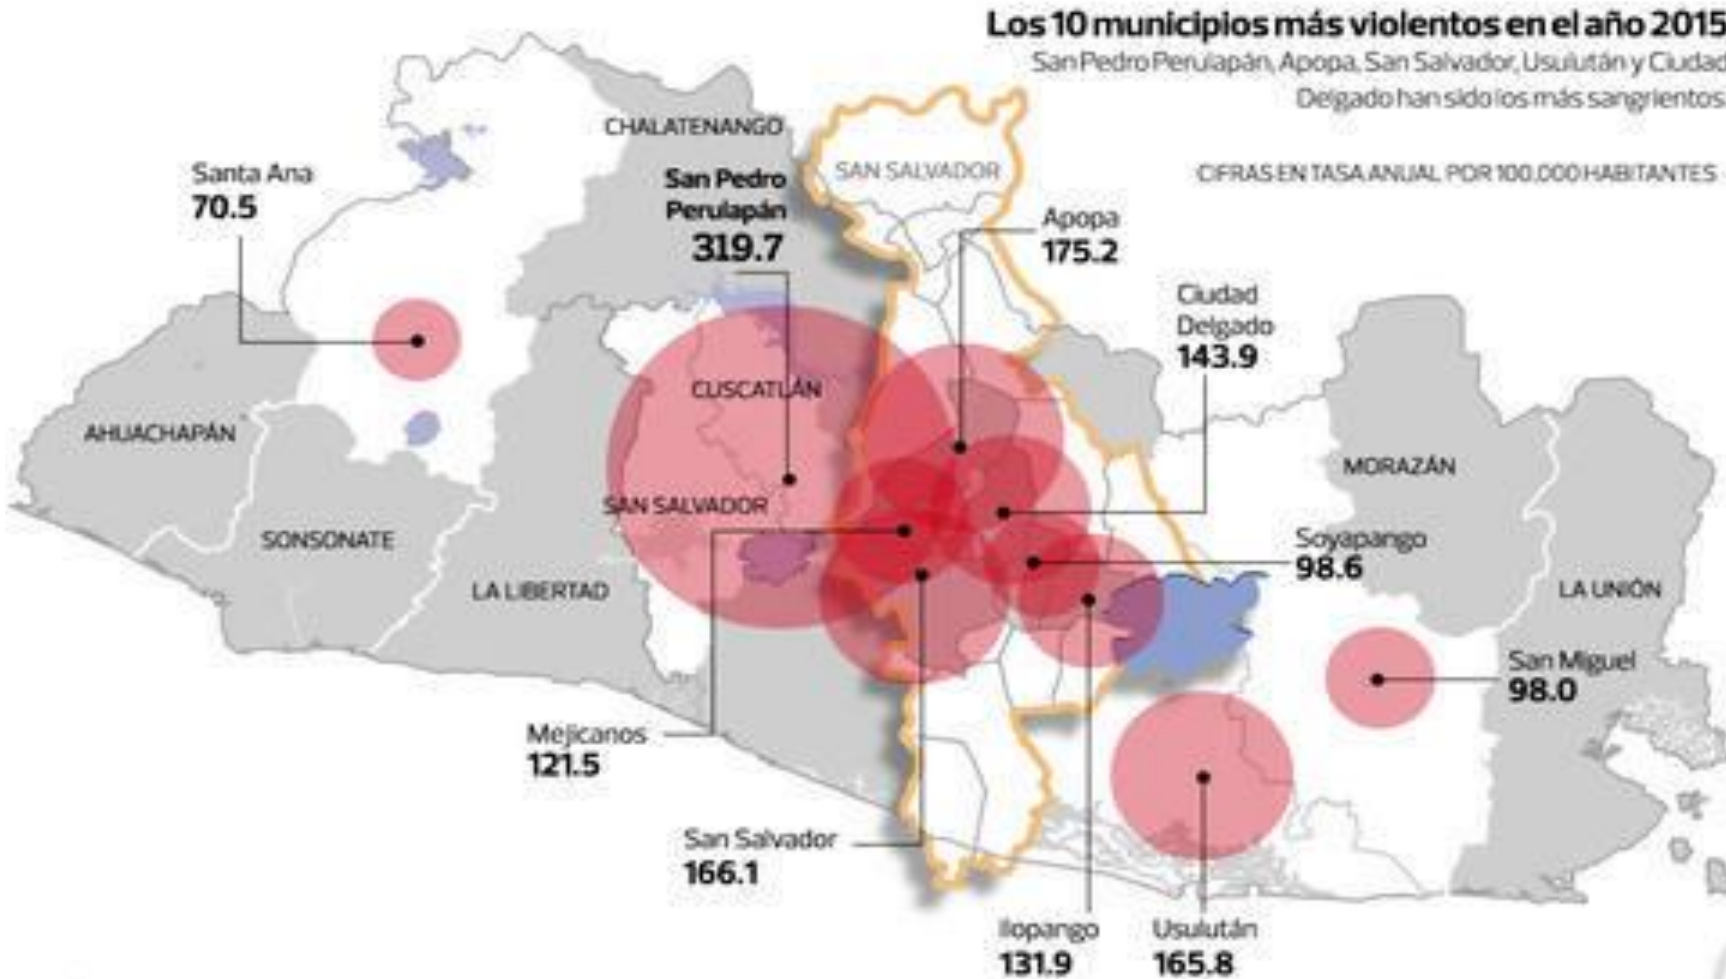 Los 10 municipios más violentos en el año 2015
San Pedro Perulapán, Apopa, San Salvador, Usulután y Ciudad
Delgado han sido los más sangrientos.
CIFRAS EN TASA ANUAL POR 100.000 HABITANTES
CHALATENANGO
SAN SALVADOR
Santa Ana
70.5
San Pedro
Perulapán
319.7
Apopa
175.2
Ciudad
Delgado
143.9
CUSCATLÁN
AHUACHAPÁN
MORAZÁN
SAN SALVADOR
SONSONATE
Soyapango
98.6
LA LIBERTAD
LA UNIÓN
San Miguel
98.0
Mejicanos
121.5
San Salvador
166.1
Ilopango
131.9
Usulután
165.8